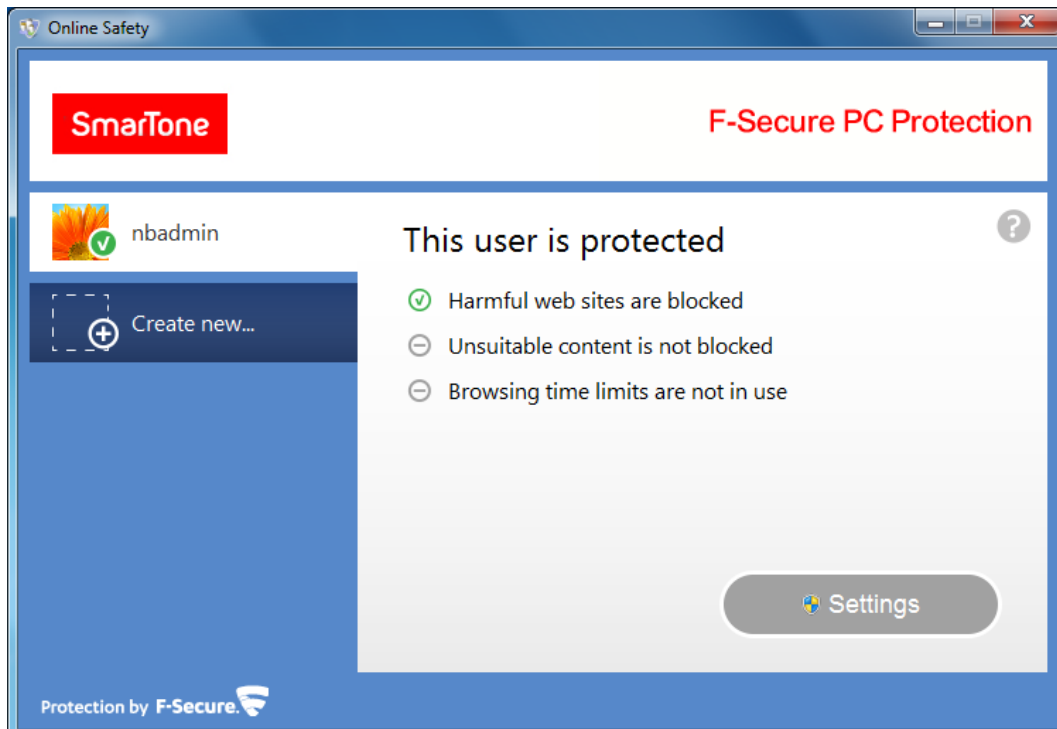 Online Safety
SmarTone
F-Secure PC Protection
nbadmin
Create new...
This user is protected
?
Harmful web sites are blocked
Unsuitable content is not blocked
Browsing time limits are not in use
Settings
Protection by F-Secure.